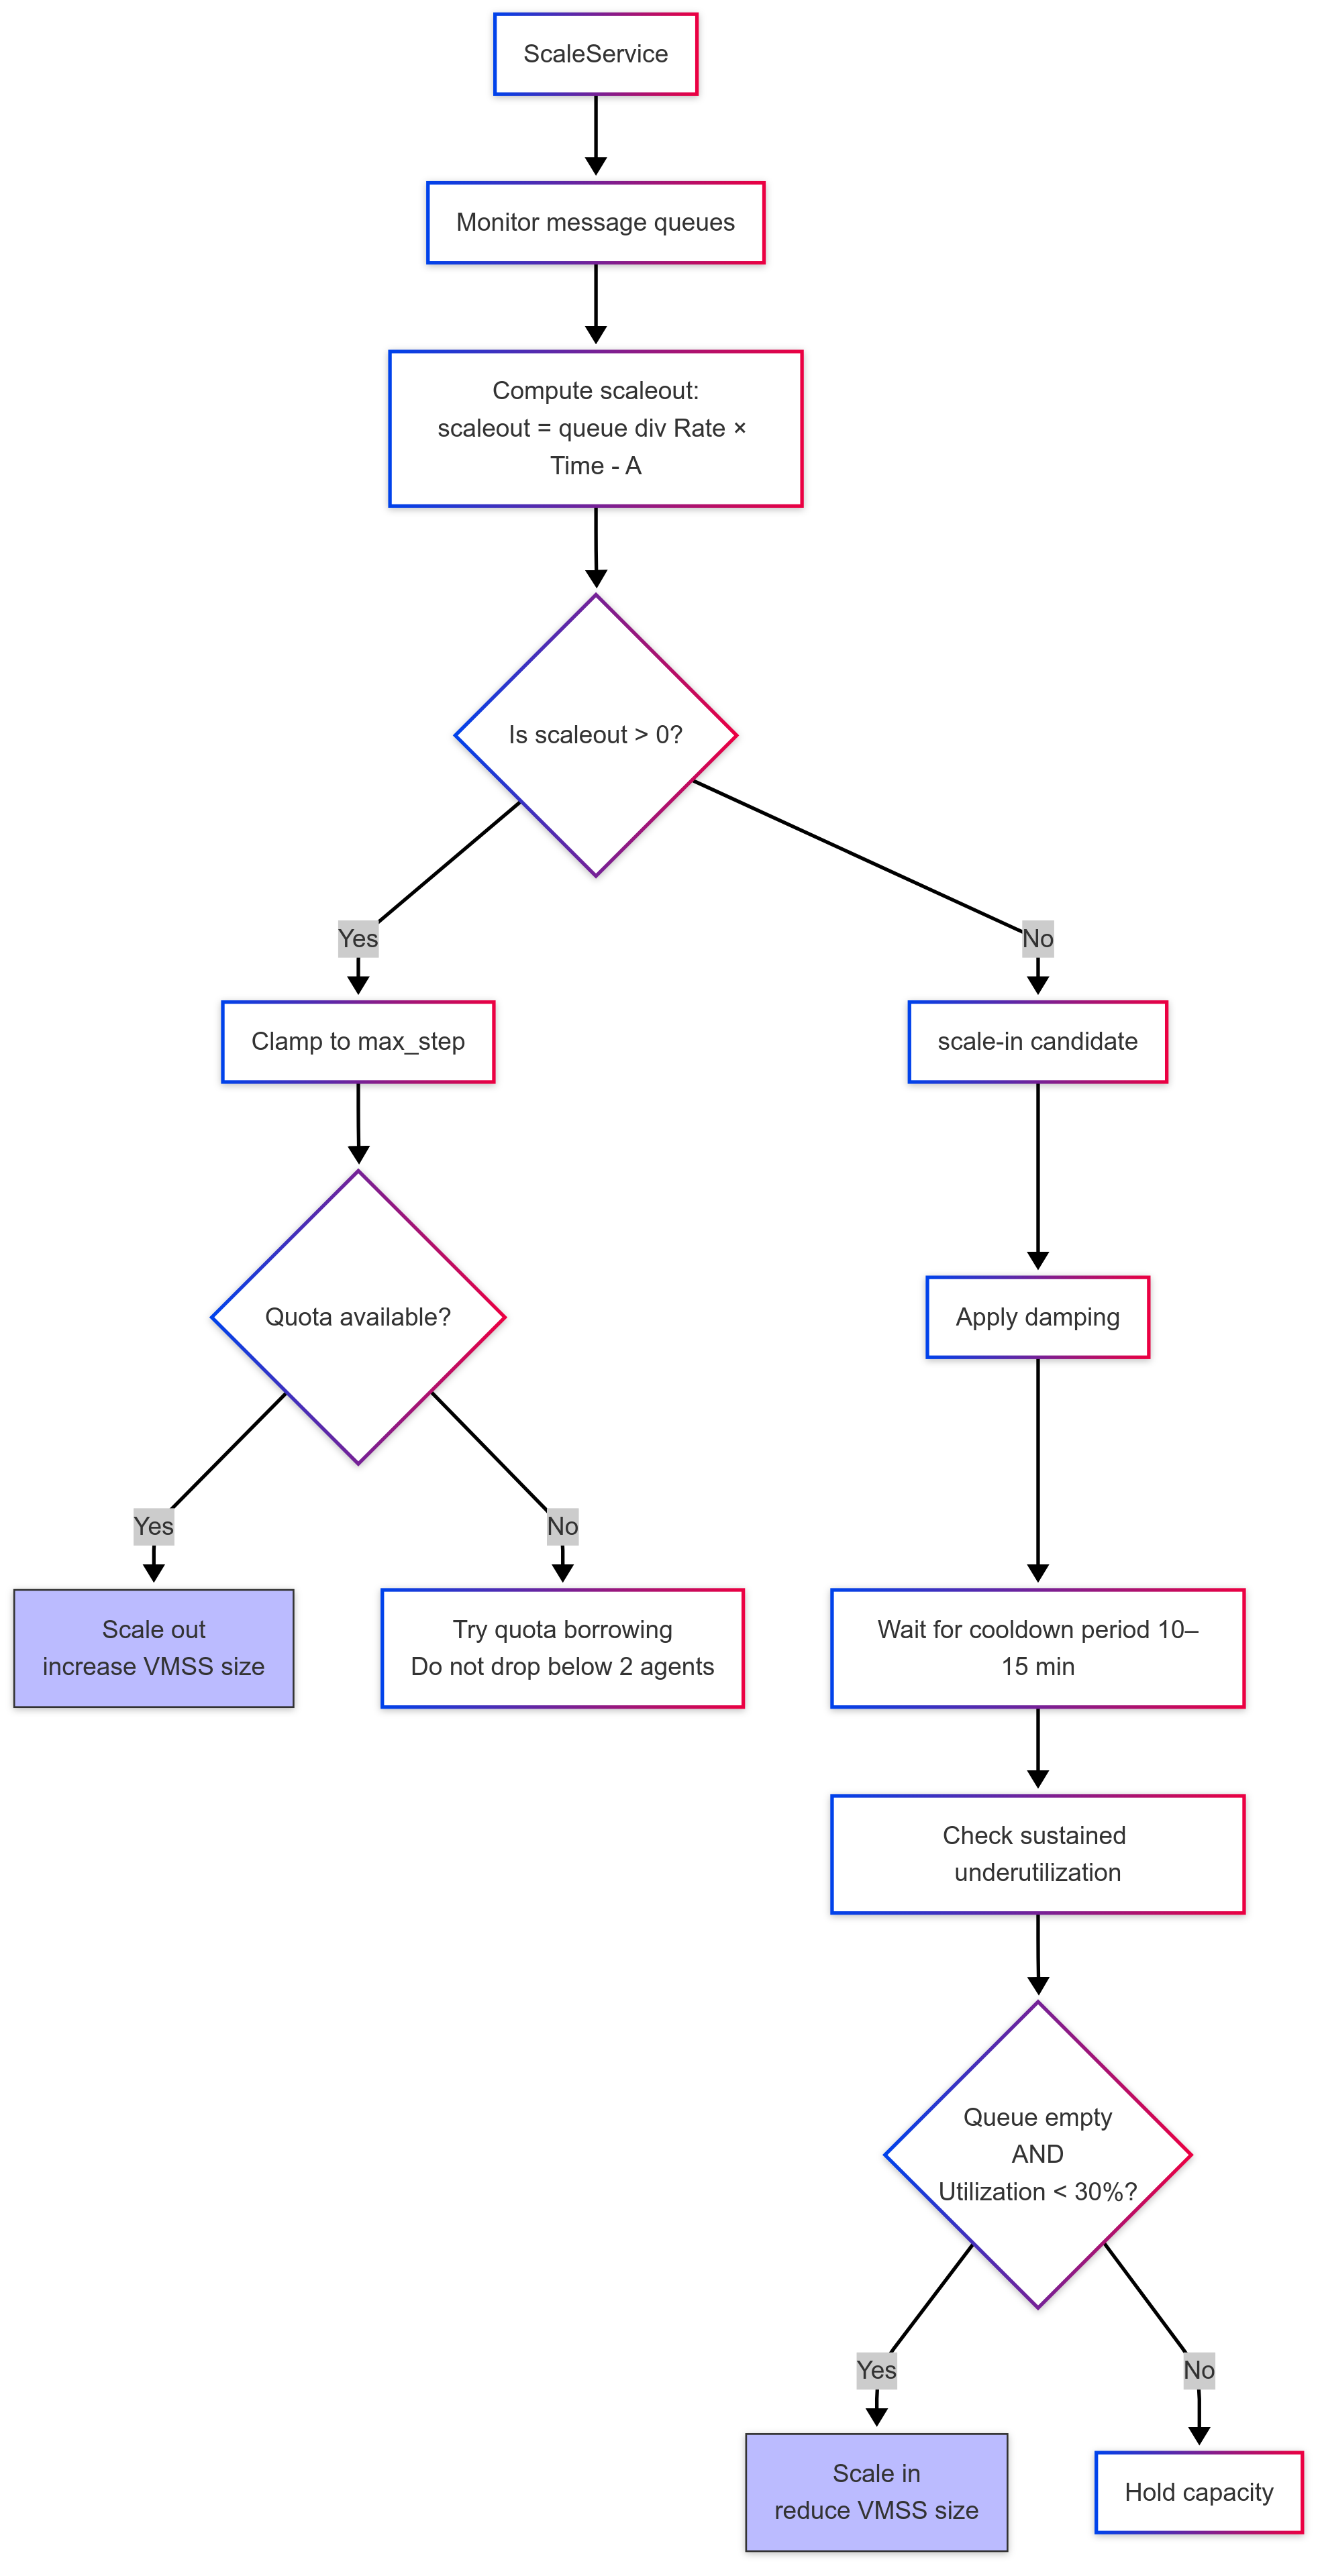 ScaleService
Monitor message queues
Compute scaleout:
scaleout = queue div Rate ×
Time - A
Is scaleout > 0?
Yes
No
Clamp to max_step
scale-in candidate
Quota available?
Apply damping
Yes
No
Scale out
increase VMSS size
Try quota borrowing
Do not drop below 2 agents
Wait for cooldown period 10–
15 min
Check sustained
underutilization
Queue empty
AND
Utilization < 30%?
Yes
No
Scale in
reduce VMSS size
Hold capacity